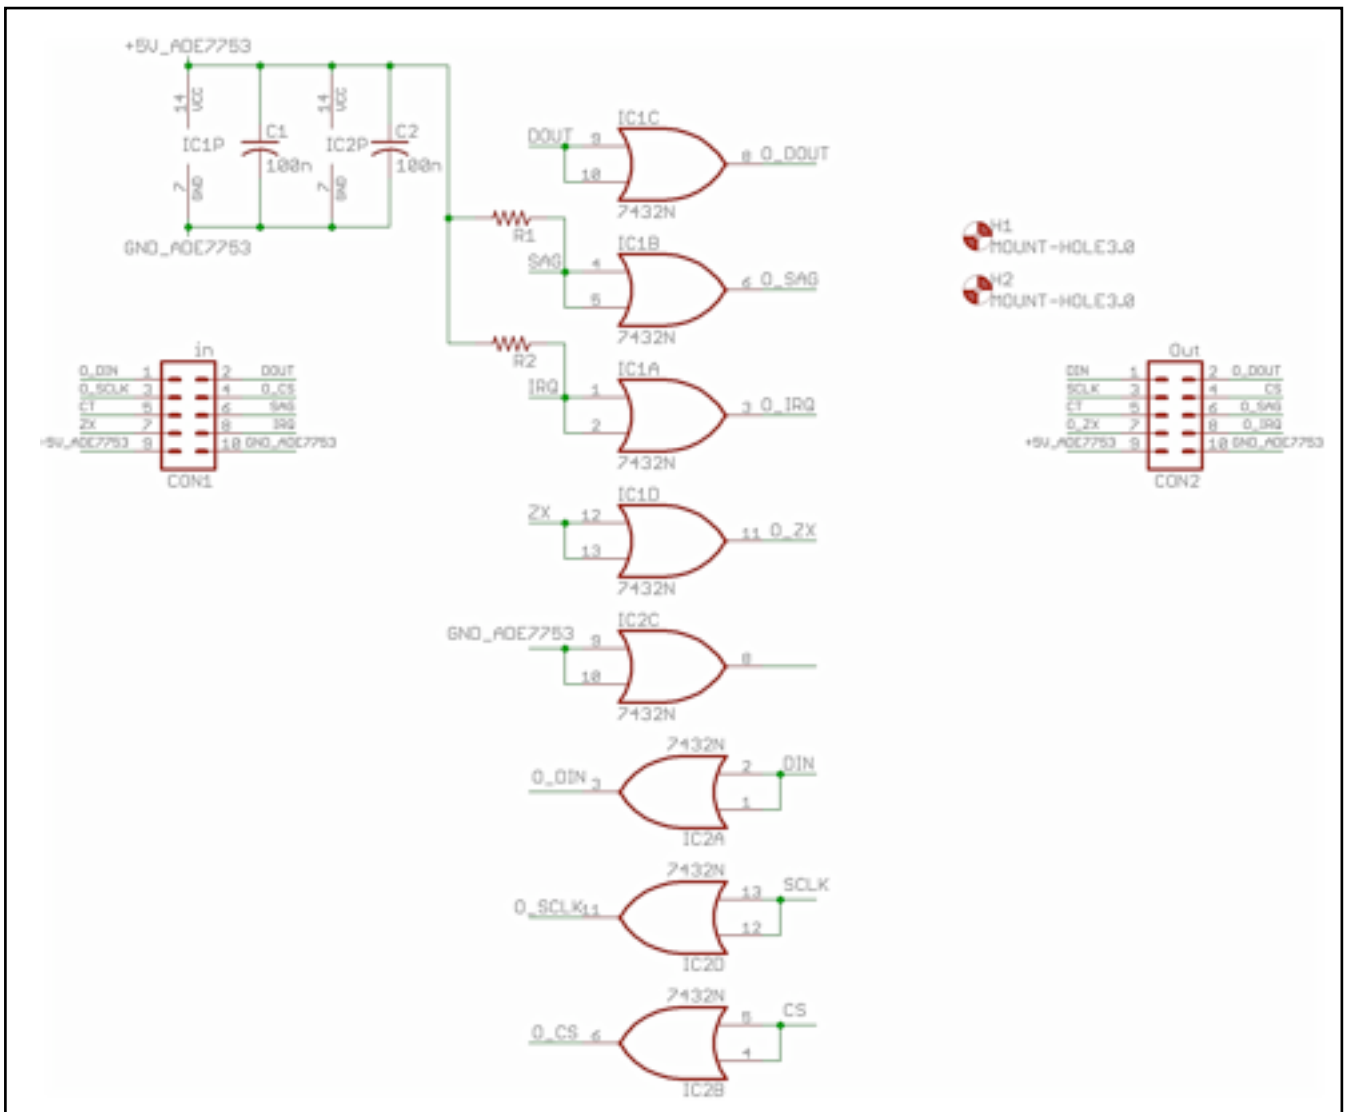 +5V_ADE7753
14
VCC
IC1P
7
GND
C1
100n
14
VCC
IC2P
7
GND
C2
100n
GND_ADE7753
R1
R2
IC1C
DOUT
9
10
8
O_DOUT
7432N
IC1B
SAG
4
5
6
O_SAG
7432N
IC1A
IRQ
1
2
3
O_IRQ
7432N
IC1D
ZX
12
13
11
O_ZX
7432N
IC2C
GND_ADE7753
9
10
8
7432N
7432N
O_DIN
3
2
DIN
1
IC2A
7432N
O_SCLK
11
13
SCLK
12
IC2D
7432N
O_CS
6
5
CS
4
IC2B
H1
MOUNT-HOLE3.0
H2
MOUNT-HOLE3.0
in
O_DIN 1 2 DOUT
O_SCLK 3 4 O_CS
CT 5 6 SAG
ZX 7 8 IRQ
+5V_ADE7753 9 10 GND_ADE7753
CON1
Out
DIN 1 2 O_DOUT
SCLK 3 4 CS
CT 5 6 O_SAG
O_ZX 7 8 O_IRQ
+5V_ADE7753 9 10 GND_ADE7753
CON2